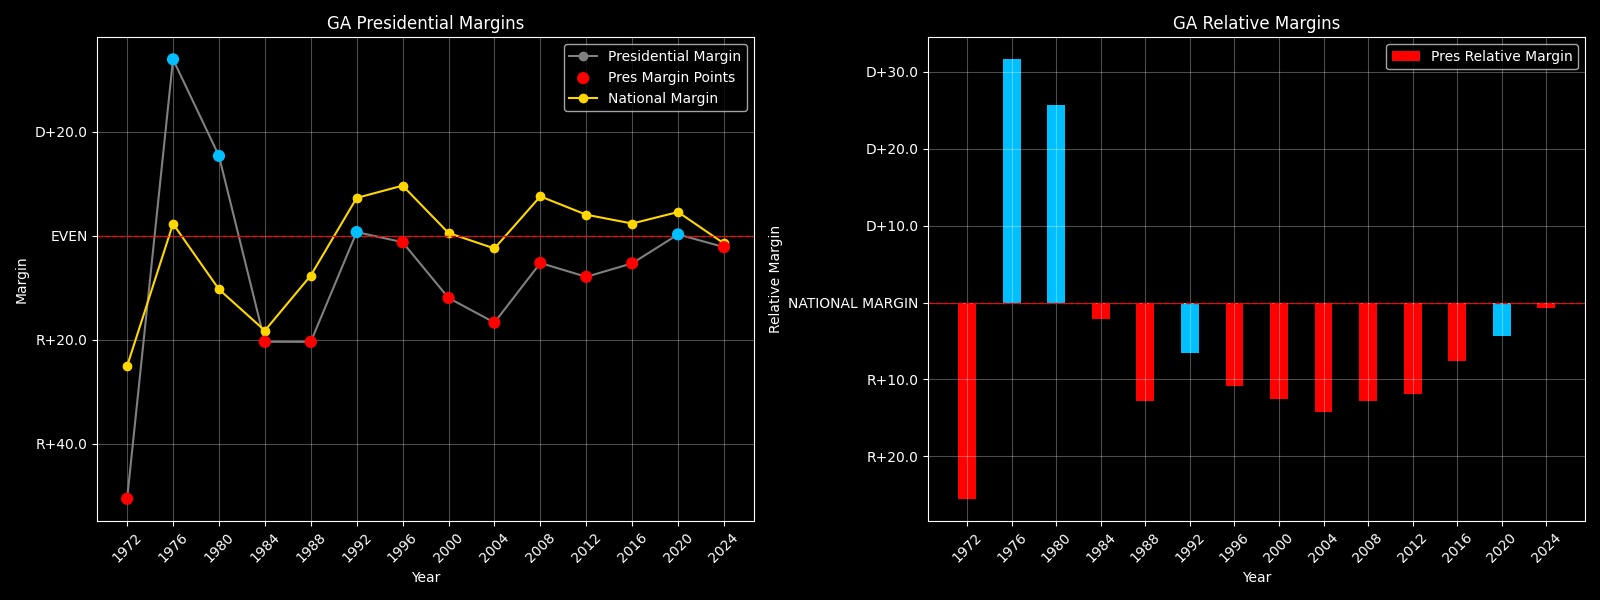 GA Presidential Margins
Presidential Margin
Pres Margin Points
National Margin
D+20.0
EVEN
R+20.0
R+40.0
Margin
1972
1976
1980
1984
1988
1992
1996
2000
2004
2008
2012
2016
2020
2024
Year
GA Relative Margins
Pres Relative Margin
D+30.0
D+20.0
D+10.0
NATIONAL MARGIN
R+10.0
R+20.0
Relative Margin
1972
1976
1980
1984
1988
1992
1996
2000
2004
2008
2012
2016
2020
2024
Year